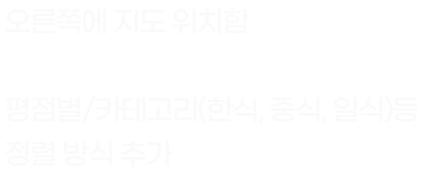 오른쪽에 지도 위치함
평점별/카테고리(한식, 중식, 일식)등
정렬 방식 추가